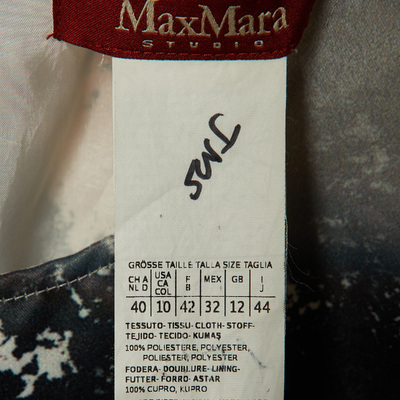 MaxMara
STUDIO
GRÖSSE TAILLE TALLA SIZE TAGLIA
CH A NL D USA CA COL F B MEX GB I J
40 10 42 32 12 44
TESSUTO-TISSU-CLOTH-STOFF-
TEJIDO-TECIDO-KUMAŞ
100% POLIESTERE, POLYESTER,
POLIESTER, POLYESTER
FODERA-DOUBLURE-LINING-
FUTTER-FORRO-ASTAR
100% CUPRO, KUPRO